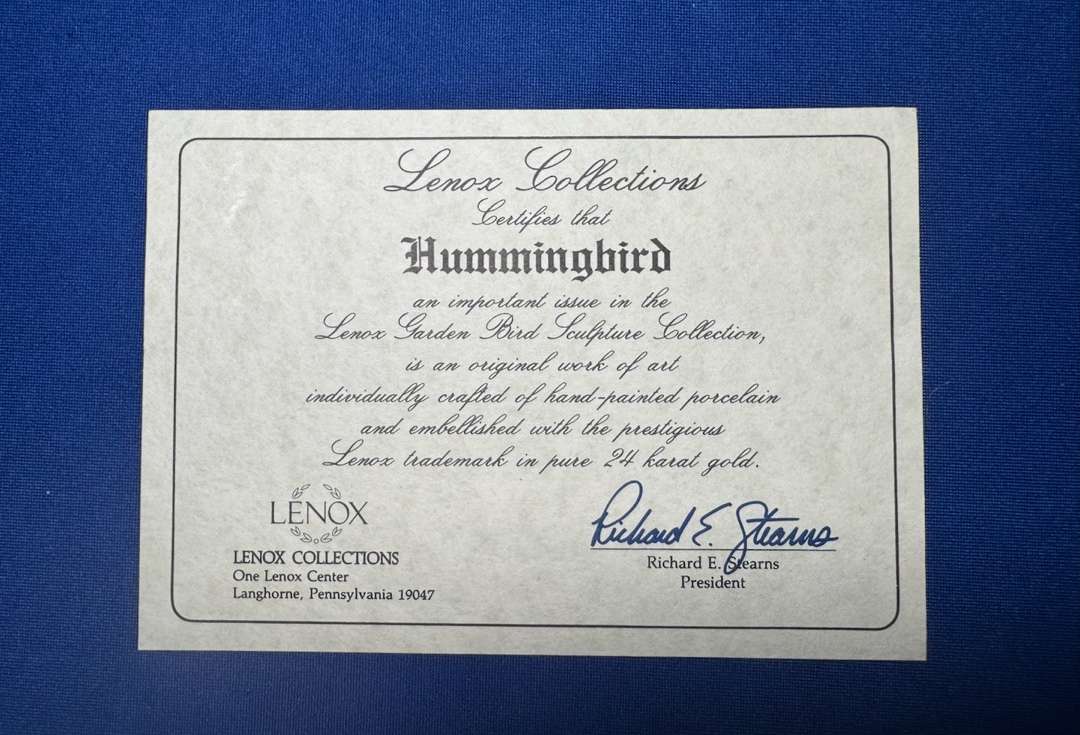 Lenox Collections
Certifies that
Hummingbird
an important issue in the
Lenox Garden Bird Sculpture Collection,
is an original work of art
individually crafted of hand-painted porcelain
and embellished with the prestigious
Lenox trademark in pure 24 karat gold.
LENOX
LENOX COLLECTIONS
One Lenox Center
Langhorne, Pennsylvania 19047
Richard E. Stearns
Richard E. Stearns
President